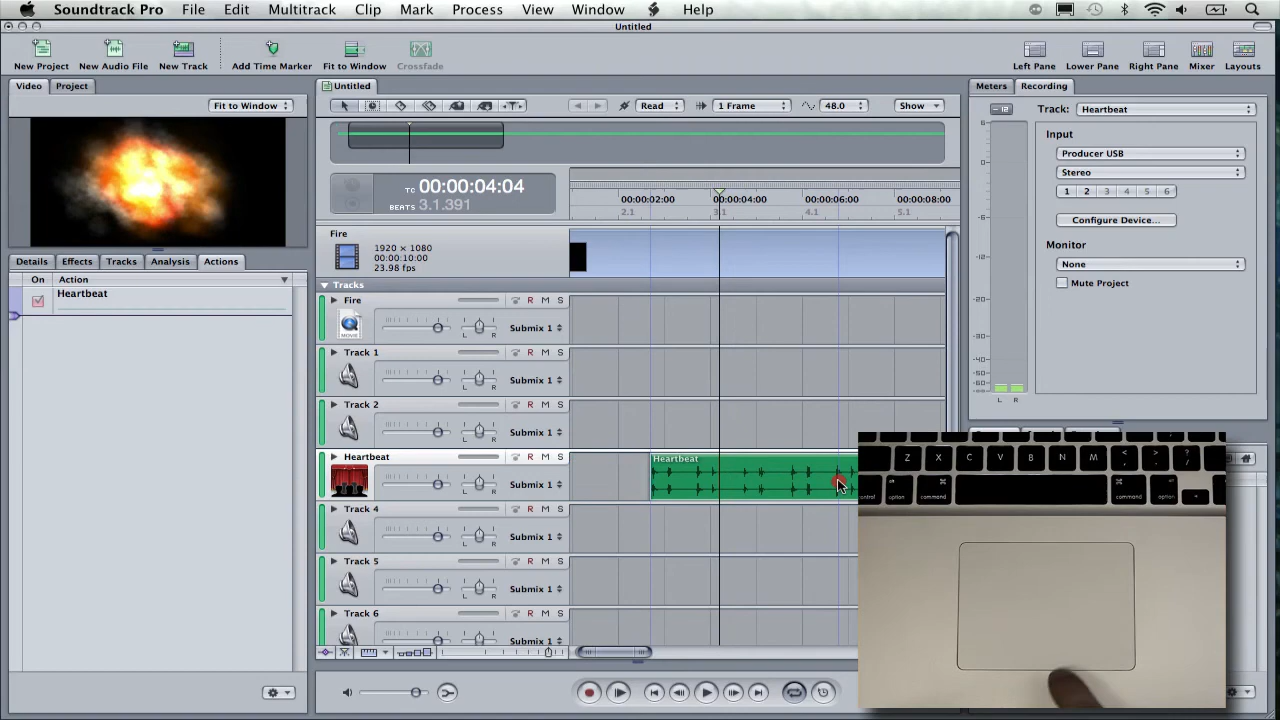 Soundtrack Pro File Edit Multitrack Clip Mark Process View Window Help
Untitled
New Project New Audio File New Track Add Time Marker Fit to Window Crossfade Left Pane Lower Pane Right Pane Mixer Layouts
Video Project
Untitled
Meters Recording
Fit to Window
Read 1 Frame 48.0 Show
Track: Heartbeat
-12
Input
Producer USB
Stereo
1 2 3 4 5 6
Configure Device...
Monitor
None
Mute Project
L R
TC 00:00:04:04
BEATS 3.1.391
00:00:02:00 00:00:04:00 00:00:06:00 00:00:08:00
2.1 3.1 4.1 5.1
Fire
1920 × 1080
00:00:10:00
23.98 fps
Details Effects Tracks Analysis Actions
On Action
Heartbeat
Tracks
Fire R M S
MOVIE L R Submix 1
Track 1 R M S
L R Submix 1
Track 2 R M S
L R Submix 1
Heartbeat R M S
L R Submix 1
Heartbeat
Track 4 R M S
L R Submix 1
Track 5 R M S
L R Submix 1
Track 6 R M S
L R Submix 1
Z X C V B N M < , > . ? /
control option command command option